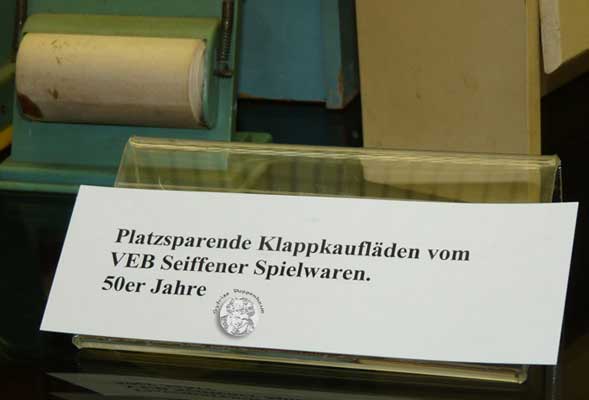 Platzsparende Klappkaufläden vom
VEB Seiffener Spielwaren.
50er Jahre